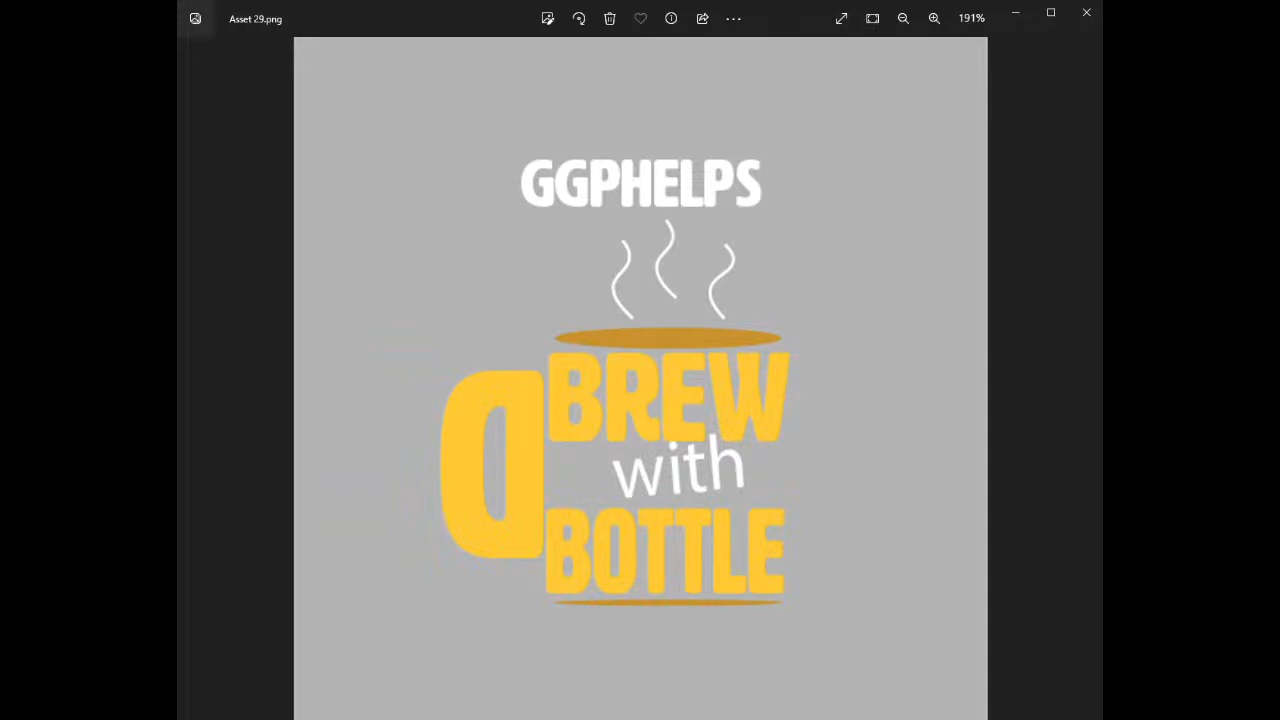 Asset 29.png
191%
GGPHELPS
BREW
with
D
BOTTLE